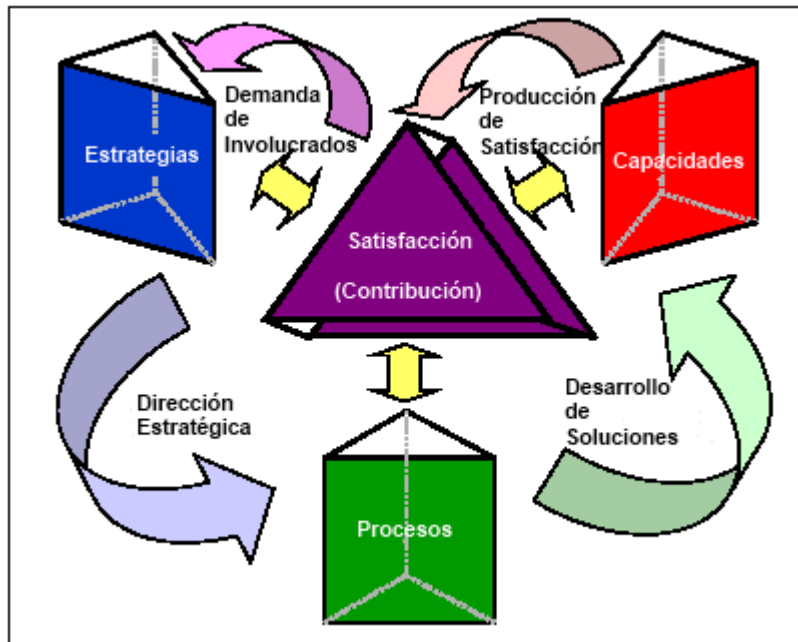 Demanda
de
Involucrados
Producción
de
Satisfacción
Estrategias
Capacidades
Satisfacción
(Contribución)
Dirección
Estratégica
Desarrollo
de
Soluciones
Procesos